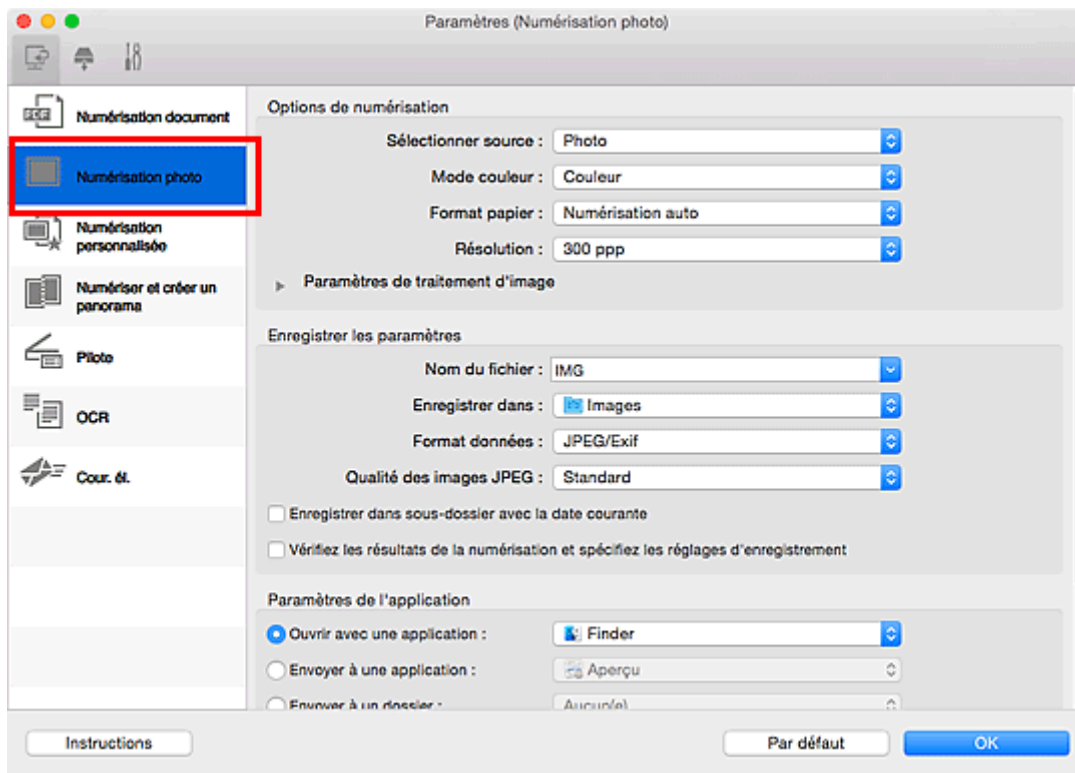 Paramètres (Numérisation photo)
Numérisation document
Numérisation photo
Numérisation
personnalisée
Numériser et créer un
panorama
Pilote
OCR
Cour. él.
Options de numérisation
Sélectionner source : Photo
Mode couleur : Couleur
Format papier : Numérisation auto
Résolution : 300 ppp
Paramètres de traitement d'image
Enregistrer les paramètres
Nom du fichier : IMG
Enregistrer dans : Images
Format données : JPEG/Exif
Qualité des images JPEG : Standard
Enregistrer dans sous-dossier avec la date courante
Vérifiez les résultats de la numérisation et spécifiez les réglages d'enregistrement
Paramètres de l'application
Ouvrir avec une application : Finder
Envoyer à une application : Aperçu
Envoyer à un dossier : Aucun(e)
Instructions Par défaut OK